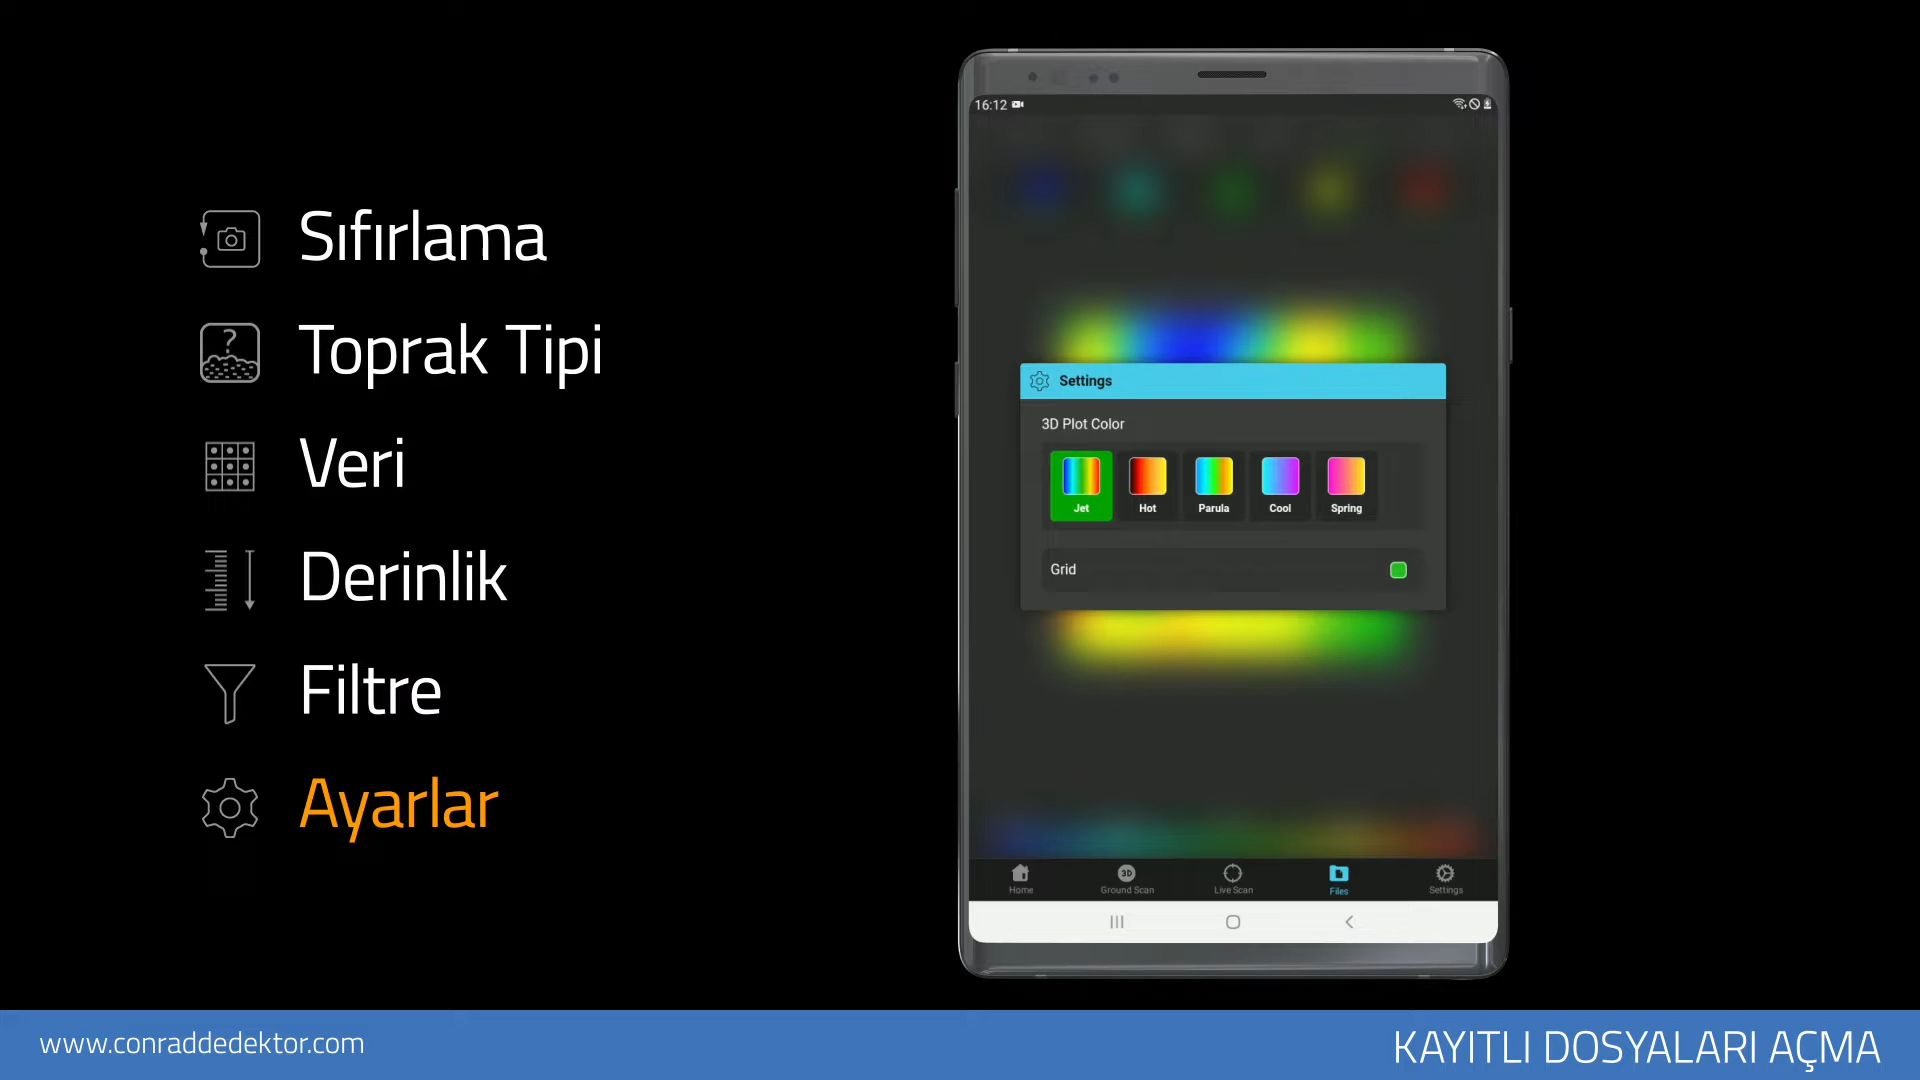 Sıfırlama
?
Toprak Tipi
Veri
Derinlik
Filtre
Ayarlar
16:12
Settings
3D Plot Color
Jet
Hot
Parula
Cool
Spring
Grid
3D
Home
Ground Scan
Live Scan
Files
Settings
www.conraddedektor.com
KAYITLI DOSYALARI AÇMA